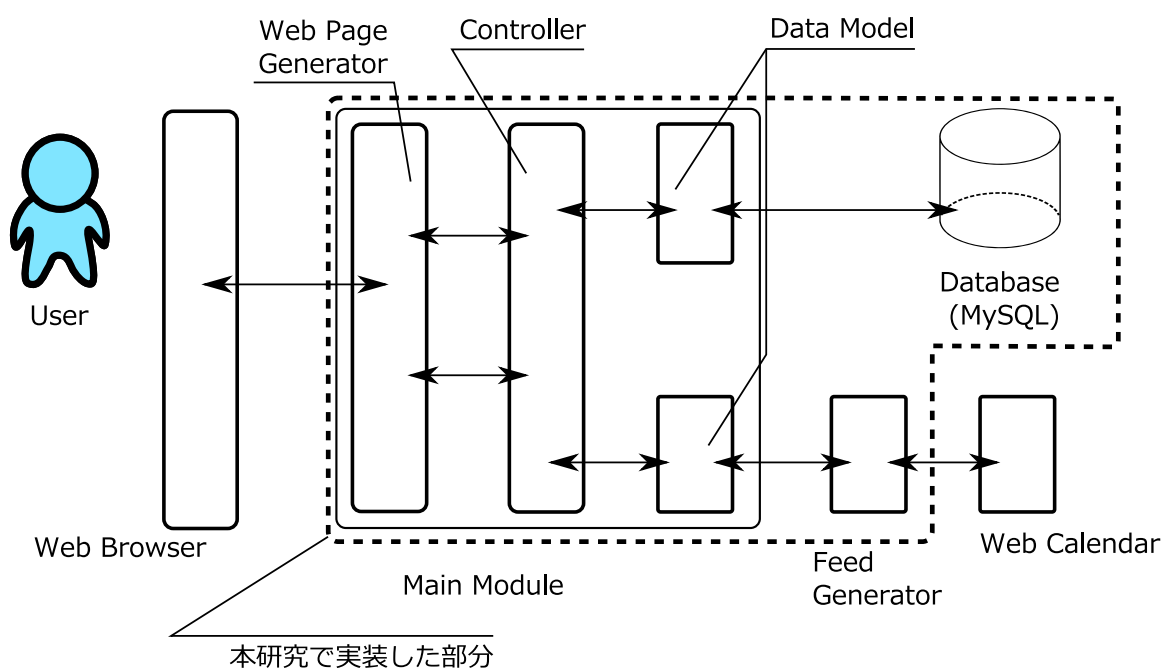 Web Page
Generator
Controller
Data Model
User
Database
(MySQL)
Web Browser
Main Module
Feed
Generator
Web Calendar
本研究で実装した部分